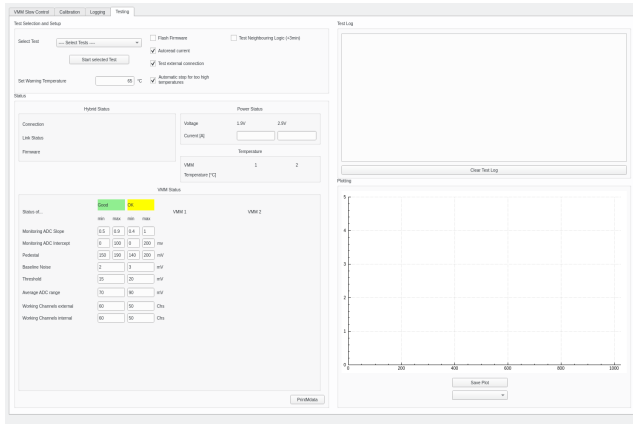 VMM Slow Control Calibration Logging Testing
Test Selection and Setup
Select Test ---- Select Tests ----
Flash Firmware Test Neighbouring Logic (+3min)
Autoread current
Start selected Test
Test external connection
Set Warning Temperature 65 °C
Automatic stop for too high
temperatures
Status
Hybrid Status
Connection
Link Status
Firmware
Power Status
Voltage 1.5V 2.5V
Current [A]
Temperature
VMM 1 2
Temperature [°C]
VMM Status
Good OK
Status of... VMM 1 VMM 2
min max min max
Monitoring ADC Slope 0.5 0.9 0.4 1
Monitoring ADC Intercept 0 100 0 200 mv
Pedestal 150 190 140 200 mV
Baseline Noise 2 3 mV
Threshold 15 20 mV
Average ADC range 70 90 mV
Working Channels external 60 50 Chs
Working Channels internal 60 50 Chs
Test Log
Clear Test Log
Plotting
5
4
3
2
1
0
0 200 400 600 800 1000
Save Plot